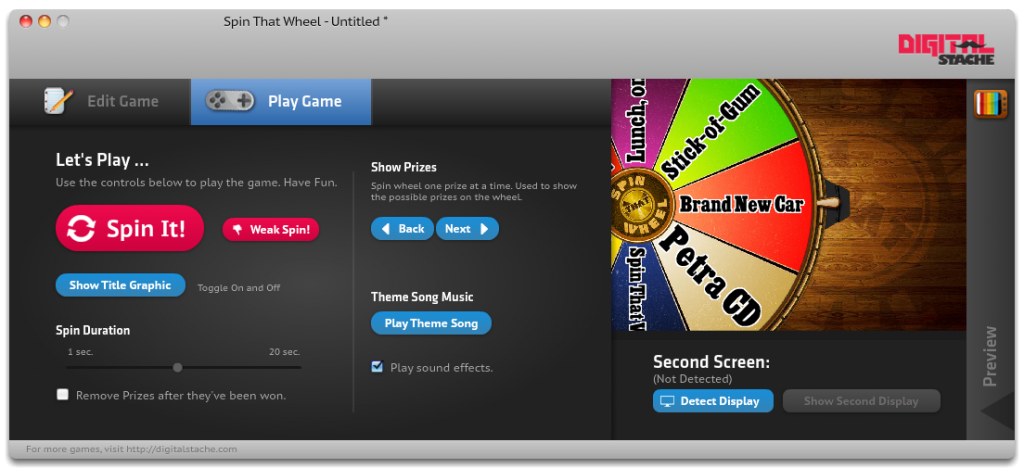 Spin That Wheel - Untitled *
DIGITAL
STACHE
Edit Game
Play Game
Let's Play ...
Use the controls below to play the game. Have Fun.
Spin It!
Weak Spin!
Show Title Graphic
Toggle On and Off
Spin Duration
1 sec.
20 sec.
Remove Prizes after they've been won.
Show Prizes
Spin wheel one prize at a time. Used to show
the possible prizes on the wheel.
Back
Next
Theme Song Music
Play Theme Song
Play sound effects.
Lunch, or
Stick-of-Gum
Brand New Car
Petra CD
Spin That
SPIN
THAT
WHEEL
Second Screen:
(Not Detected)
Detect Display
Show Second Display
Preview
For more games, visit http://digitalstache.com